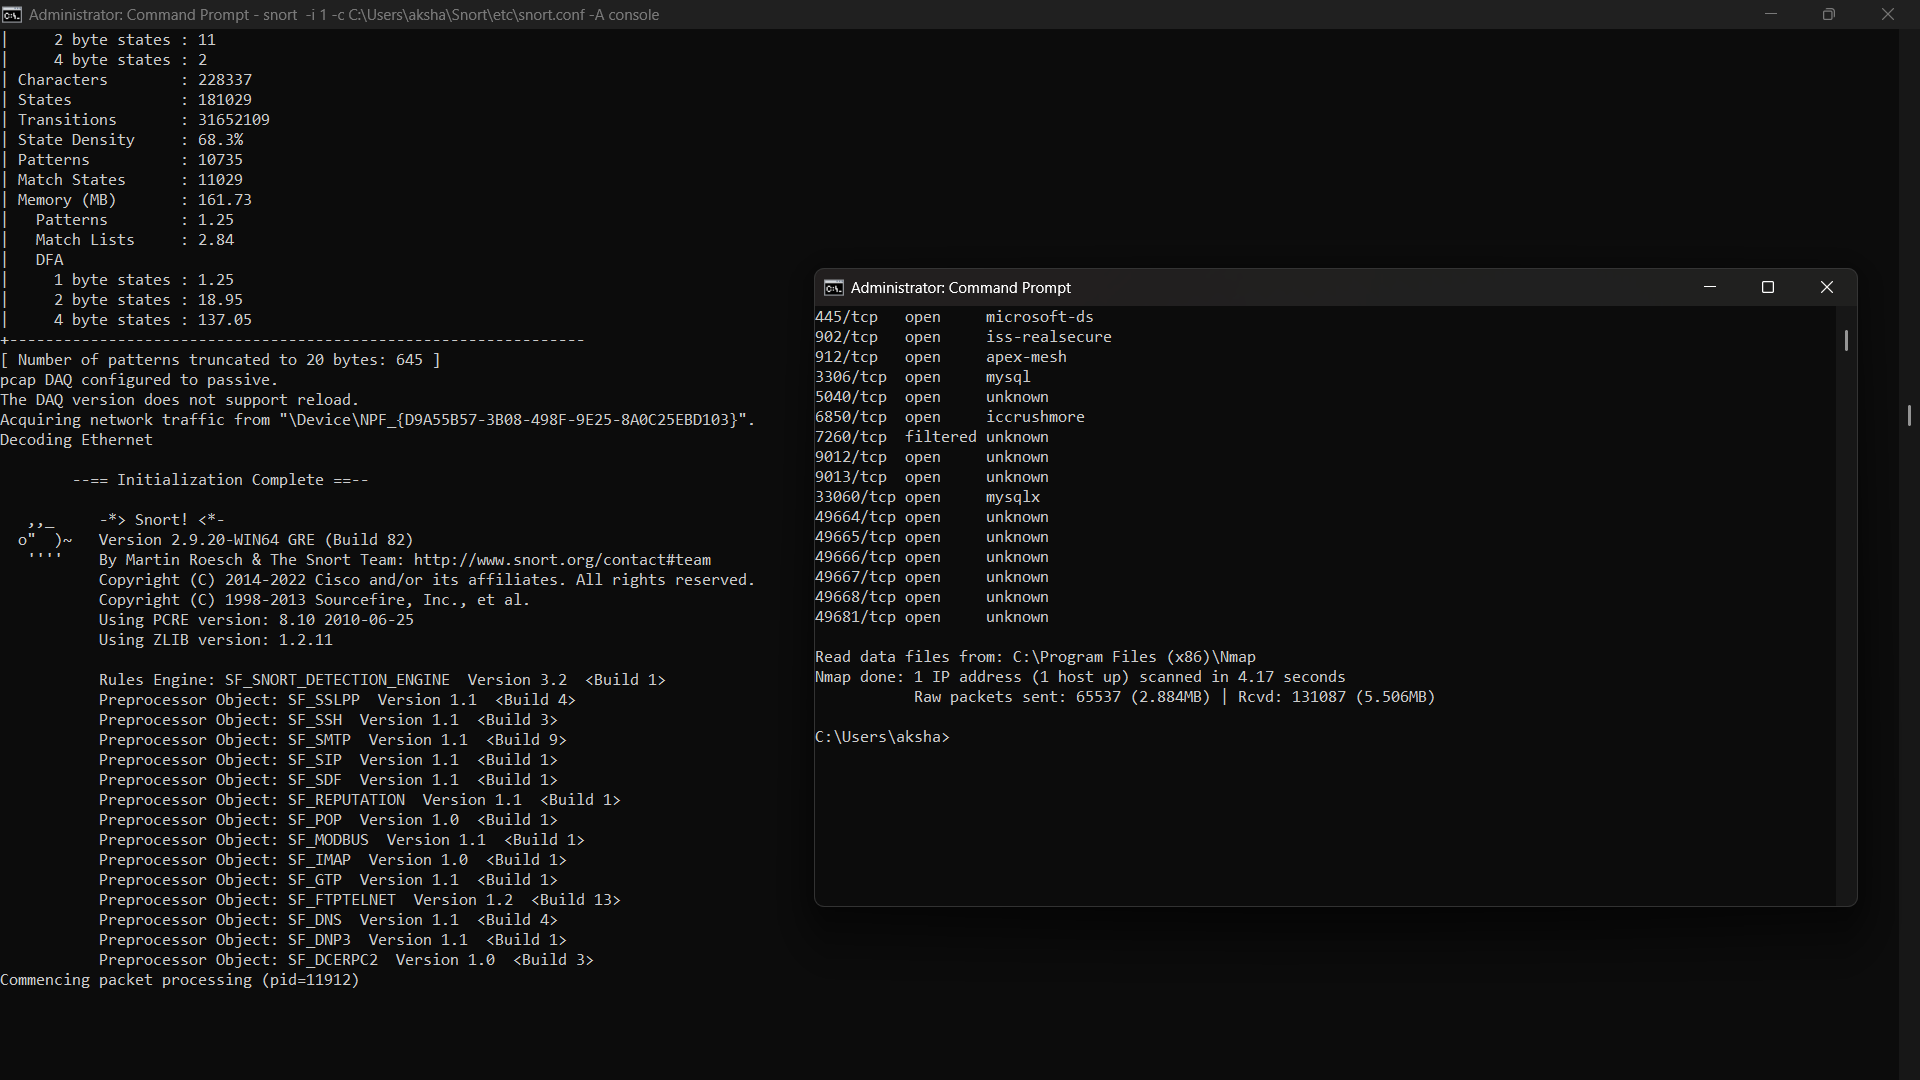 Administrator: Command Prompt - snort  -i 1 -c C:\Users\aksha\Snort\etc\snort.conf -A console
|     2 byte states : 11
|     4 byte states : 2
| Characters        : 228337
| States            : 181029
| Transitions       : 31652109
| State Density     : 68.3%
| Patterns          : 10735
| Match States      : 11029
| Memory (MB)       : 161.73
|   Patterns        : 1.25
|   Match Lists     : 2.84
|   DFA
|     1 byte states : 1.25
|     2 byte states : 18.95
|     4 byte states : 137.05
+----------------------------------------------------------------
[ Number of patterns truncated to 20 bytes: 645 ]
pcap DAQ configured to passive.
The DAQ version does not support reload.
Acquiring network traffic from "\Device\NPF_{D9A55B57-3B08-498F-9E25-8A0C25EBD103}".
Decoding Ethernet
        --== Initialization Complete ==--
   ,,_     -*> Snort! <*-
  o"  )~   Version 2.9.20-WIN64 GRE (Build 82)
   ''''    By Martin Roesch & The Snort Team: http://www.snort.org/contact#team
           Copyright (C) 2014-2022 Cisco and/or its affiliates. All rights reserved.
           Copyright (C) 1998-2013 Sourcefire, Inc., et al.
           Using PCRE version: 8.10 2010-06-25
           Using ZLIB version: 1.2.11
           Rules Engine: SF_SNORT_DETECTION_ENGINE  Version 3.2  <Build 1>
           Preprocessor Object: SF_SSLPP  Version 1.1  <Build 4>
           Preprocessor Object: SF_SSH  Version 1.1  <Build 3>
           Preprocessor Object: SF_SMTP  Version 1.1  <Build 9>
           Preprocessor Object: SF_SIP  Version 1.1  <Build 1>
           Preprocessor Object: SF_SDF  Version 1.1  <Build 1>
           Preprocessor Object: SF_REPUTATION  Version 1.1  <Build 1>
           Preprocessor Object: SF_POP  Version 1.0  <Build 1>
           Preprocessor Object: SF_MODBUS  Version 1.1  <Build 1>
           Preprocessor Object: SF_IMAP  Version 1.0  <Build 1>
           Preprocessor Object: SF_GTP  Version 1.1  <Build 1>
           Preprocessor Object: SF_FTPTELNET  Version 1.2  <Build 13>
           Preprocessor Object: SF_DNS  Version 1.1  <Build 4>
           Preprocessor Object: SF_DNP3  Version 1.1  <Build 1>
           Preprocessor Object: SF_DCERPC2  Version 1.0  <Build 3>
Commencing packet processing (pid=11912)
Administrator: Command Prompt
445/tcp   open     microsoft-ds
902/tcp   open     iss-realsecure
912/tcp   open     apex-mesh
3306/tcp  open     mysql
5040/tcp  open     unknown
6850/tcp  open     iccrushmore
7260/tcp  filtered unknown
9012/tcp  open     unknown
9013/tcp  open     unknown
33060/tcp open     mysqlx
49664/tcp open     unknown
49665/tcp open     unknown
49666/tcp open     unknown
49667/tcp open     unknown
49668/tcp open     unknown
49681/tcp open     unknown
Read data files from: C:\Program Files (x86)\Nmap
Nmap done: 1 IP address (1 host up) scanned in 4.17 seconds
           Raw packets sent: 65537 (2.884MB) | Rcvd: 131087 (5.506MB)
C:\Users\aksha>